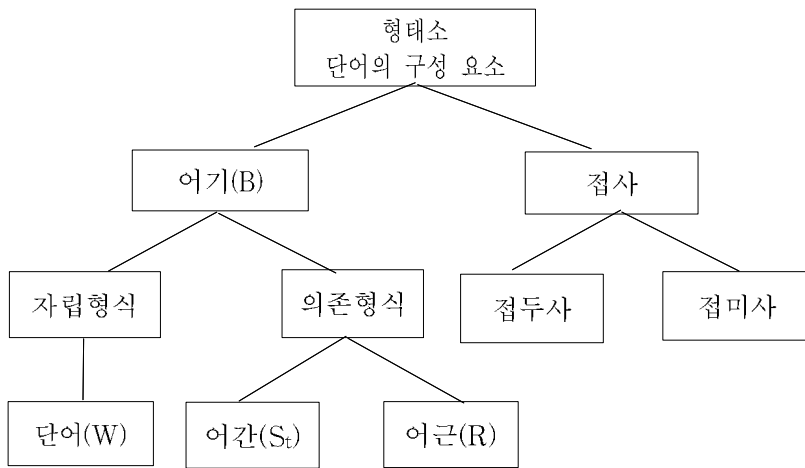 형태소
단어의 구성 요소
어기(B)
접사
자립형식
의존형식
접두사
접미사
단어(W)
어간(Sₜ)
어근(R)